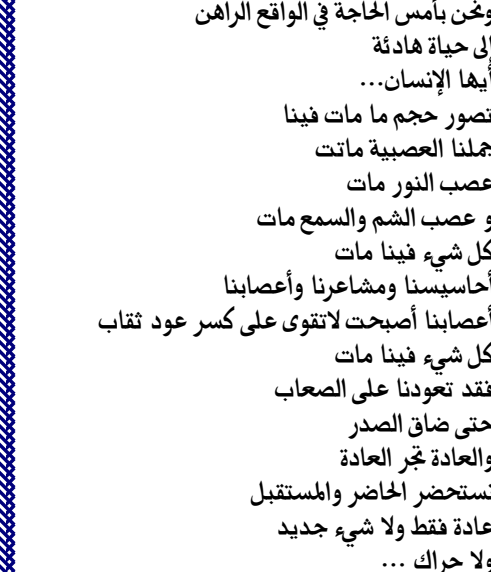 ونحن بأمس الحاجة في الواقع الراهن
إلى حياة هادئة
أيها الإنسان...
تصور حجم ما مات فينا
جملنا العصبية ماتت
عصب النور مات
و عصب الشم والسمع مات
كل شيء فينا مات
أحاسيسنا ومشاعرنا وأعصابنا
أعصابنا أصبحت لاتقوى على كسر عود ثقاب
كل شيء فينا مات
فقد تعودنا على الصعاب
حتى ضاق الصدر
والعادة تجر العادة
تستحضر الحاضر والمستقبل
عادة فقط ولا شيء جديد
ولا حراك ...